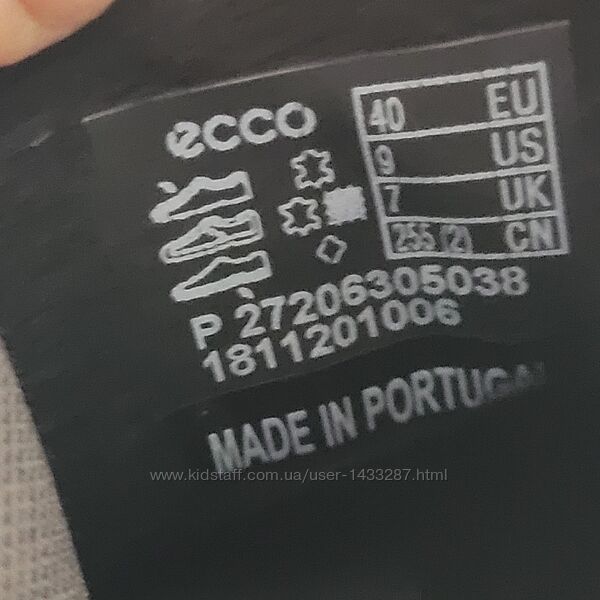 ecco
40 EU
9 US
7 UK
255 (2) CN
P 27206305038
1811201006
MADE IN PORTUGAL
www.kidstaff.com.ua/user-1433287.html